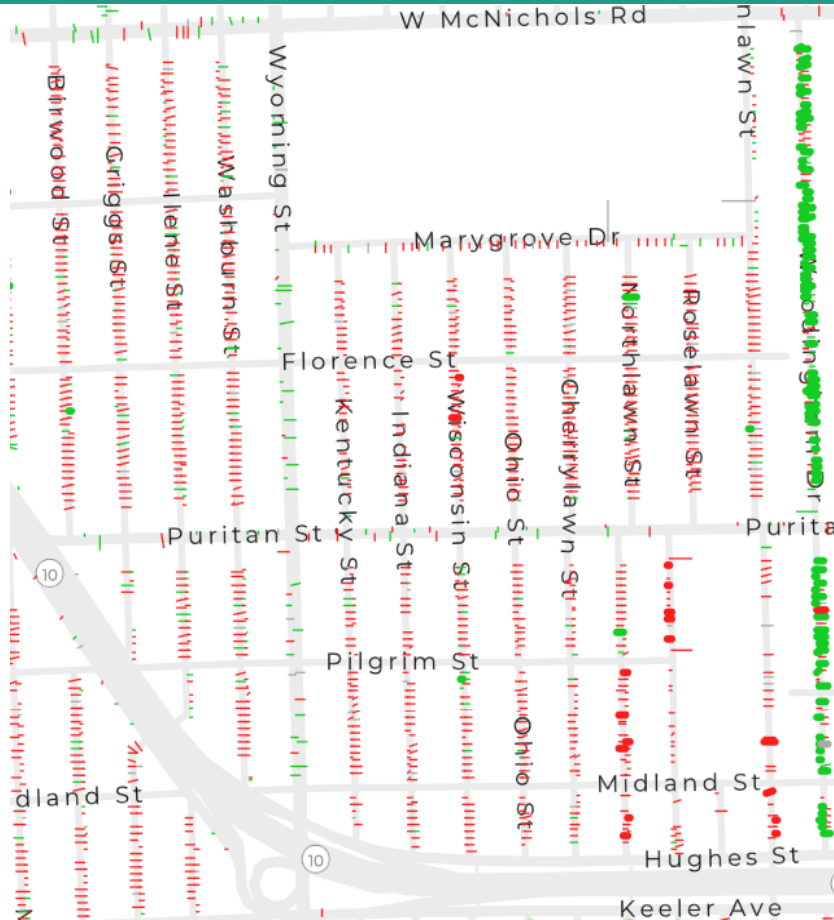 W McNichols Rd
nlawn St
Birwood St
Griggs St
Ilene St
Washburn St
Wyoming St
Marygrove Dr
Florence St
Kentucky St
Indiana St
Wisconsin St
Ohio St
Cherrylawn St
Northlawn St
Roselawn St
Puritan St
Purita
10
Pilgrim St
Ohio St
dland St
Midland St
10
Hughes St
Keeler Ave
N